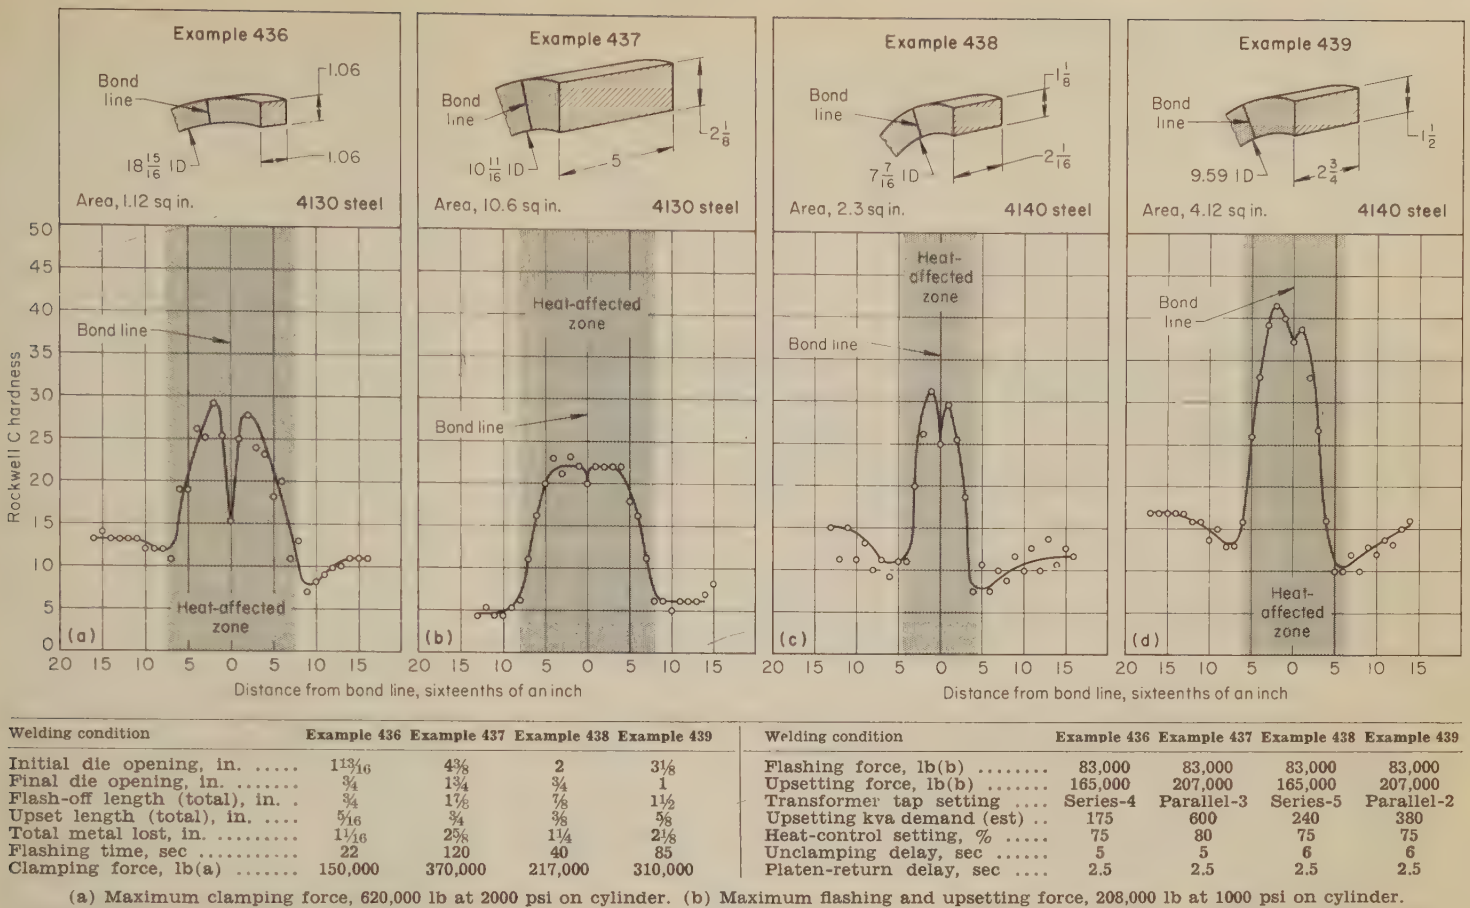 Example 436
Bond line
1.06
1.06
18 15/16 ID
Area, 1.12 sq in.
4130 steel
Example 437
Bond line
10 11/16 ID
5
2 1/8
Area, 10.6 sq in.
4130 steel
Example 438
Bond line
7 7/16 ID
1 1/8
2 1/16
Area, 2.3 sq in.
4140 steel
Example 439
Bond line
9.59 ID
2 3/4
1 1/2
Area, 4.12 sq in.
4140 steel
Rockwell C hardness
50
45
40
35
30
25
20
15
10
5
0
Bond line
Heat-affected
zone
(a)
20 15 10 5 0 5 10 15
Heat-affected
zone
Bond line
(b)
20 15 10 5 0 5 10 15
Distance from bond line, sixteenths of an inch
Heat-
affected
zone
Bond line
(c)
20 15 10 5 0 5 10 15
Bond
line
Heat-
affected
zone
(d)
20 15 10 5 0 5 10 15 20
Distance from bond line, sixteenths of an inch
Welding condition Example 436 Example 437 Example 438 Example 439
Initial die opening, in. ..... 1 13/16 4 3/8 2 3 1/8
Final die opening, in. ...... 3/4 1 3/4 3/4 1
Flash-off length (total), in. . 3/4 1 7/8 7/8 1 1/2
Upset length (total), in. .... 5/16 3/4 3/8 5/8
Total metal lost, in. ......... 1 1/16 2 5/8 1 1/4 2 1/8
Flashing time, sec .......... 22 120 40 85
Clamping force, lb(a) ....... 150,000 370,000 217,000 310,000
Welding condition Example 436 Example 437 Example 438 Example 439
Flashing force, lb(b) ........ 83,000 83,000 83,000 83,000
Upsetting force, lb(b) ....... 165,000 207,000 165,000 207,000
Transformer tap setting .... Series-4 Parallel-3 Series-5 Parallel-2
Upsetting kva demand (est) .. 175 600 240 380
Heat-control setting, % ..... 75 80 75 75
Unclamping delay, sec ...... 5 5 6 6
Platen-return delay, sec .... 2.5 2.5 2.5 2.5
(a) Maximum clamping force, 620,000 lb at 2000 psi on cylinder. (b) Maximum flashing and upsetting force, 208,000 lb at 1000 psi on cylinder.